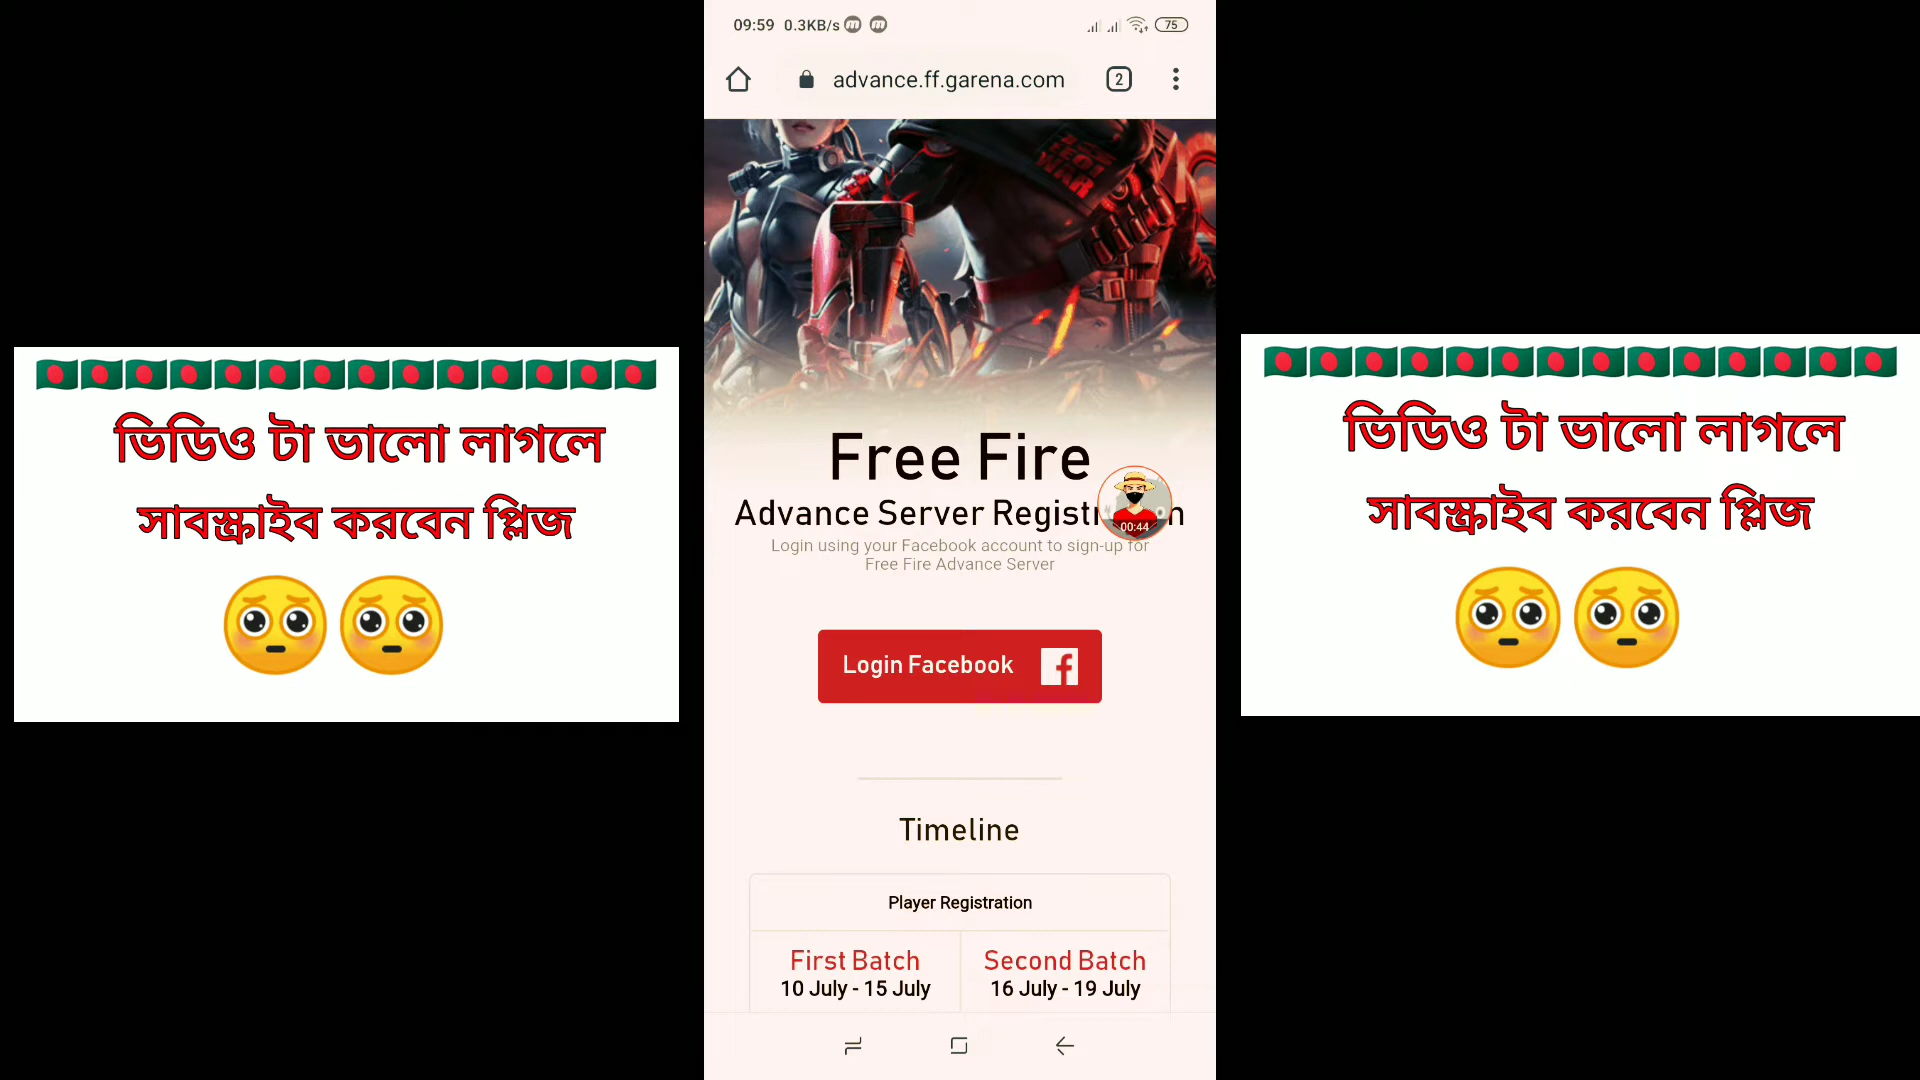 09:59 0.3KB/s
75
advance.ff.garena.com
2
ভিডিও টা ভালো লাগলে
সাবস্ক্রাইব করবেন প্লিজ
Free Fire
Advance Server
00:44
Login using your Facebook account to sign-up for
Free Fire Advance Server
Login Facebook
Timeline
Player Registration
First Batch
10 July - 15 July
Second Batch
16 July - 19 July
ভিডিও টা ভালো লাগলে
সাবস্ক্রাইব করবেন প্লিজ